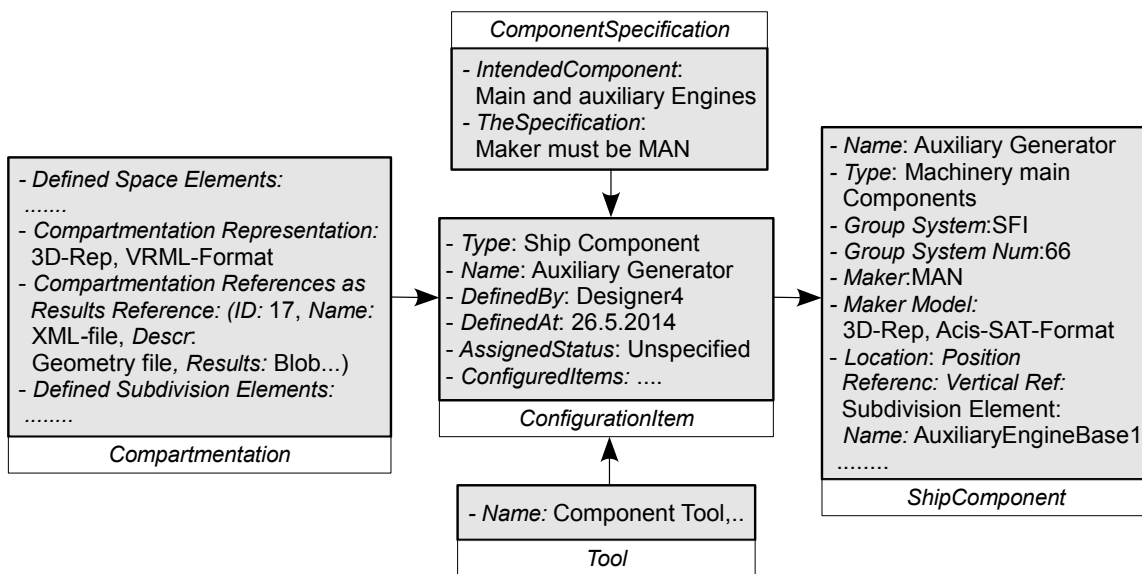 ComponentSpecification
- IntendedComponent:
Main and auxiliary Engines
- TheSpecification:
Maker must be MAN
- Defined Space Elements:
.......
- Compartmentation Representation:
3D-Rep, VRML-Format
- Compartmentation References as
Results Reference: (ID: 17, Name:
XML-file, Descr:
Geometry file, Results: Blob...)
- Defined Subdivision Elements:
........
Compartmentation
- Type: Ship Component
- Name: Auxiliary Generator
- DefinedBy: Designer4
- DefinedAt: 26.5.2014
- AssignedStatus: Unspecified
- ConfiguredItems: ....
ConfigurationItem
- Name: Component Tool,..
Tool
- Name: Auxiliary Generator
- Type: Machinery main
Components
- Group System:SFI
- Group System Num:66
- Maker:MAN
- Maker Model:
3D-Rep, Acis-SAT-Format
- Location: Position
Referenc: Vertical Ref:
Subdivision Element:
Name: AuxiliaryEngineBase1
........
ShipComponent